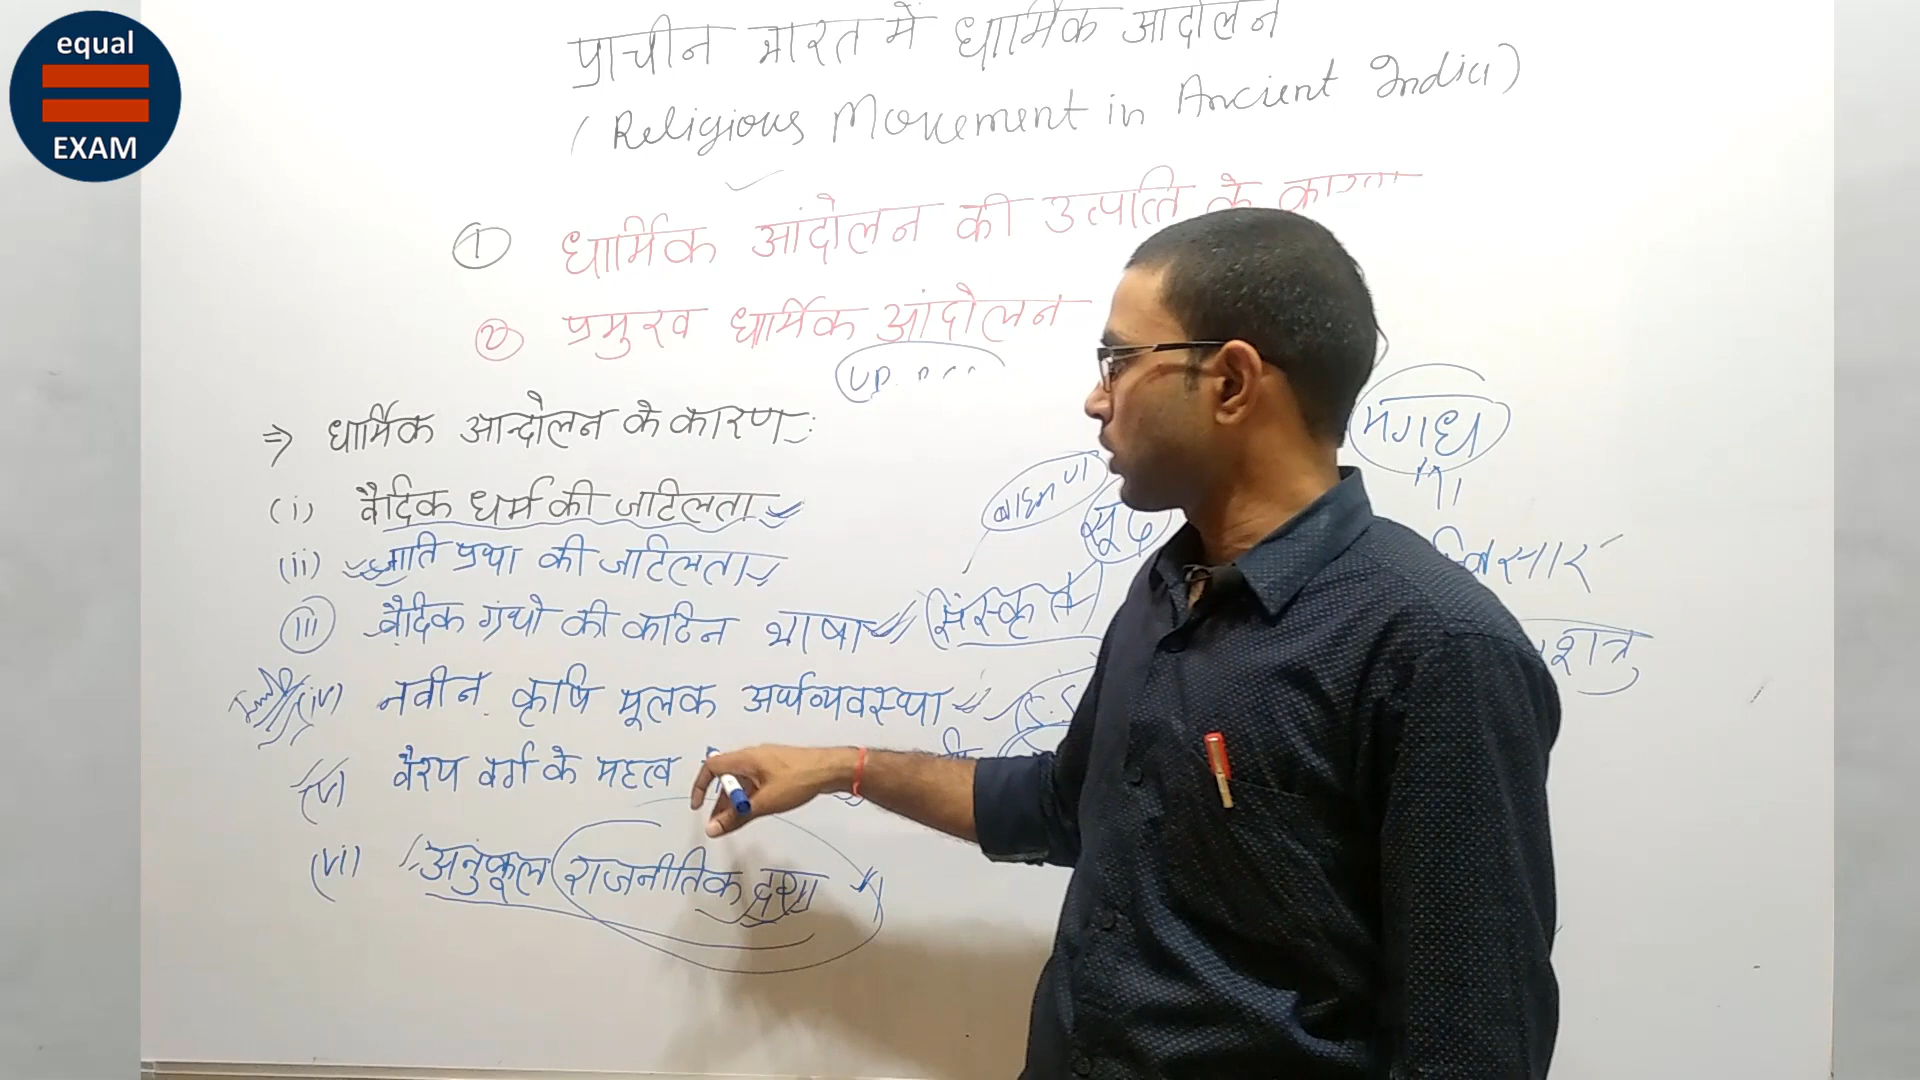 equal
EXAM
प्राचीन भारत में धार्मिक आंदोलन
(Religious Movement in Ancient India)
① धार्मिक आंदोलन की उत्पत्ति के
② प्रमुख धार्मिक आंदोलन
UP.
⇒ धार्मिक आन्दोलन के कारण :
मगध
(i) वैदिक धर्म की जटिलता
(ii) जाति प्रथा की जटिलता
(iii) वैदिक ग्रंथो की कठिन भाषा संस्कृत
(iv) नवीन कृषि मूलक अर्थव्यवस्था
(v) वैश्य वर्ग के महत्व
(vi) अनुकूल राजनीतिक दशा